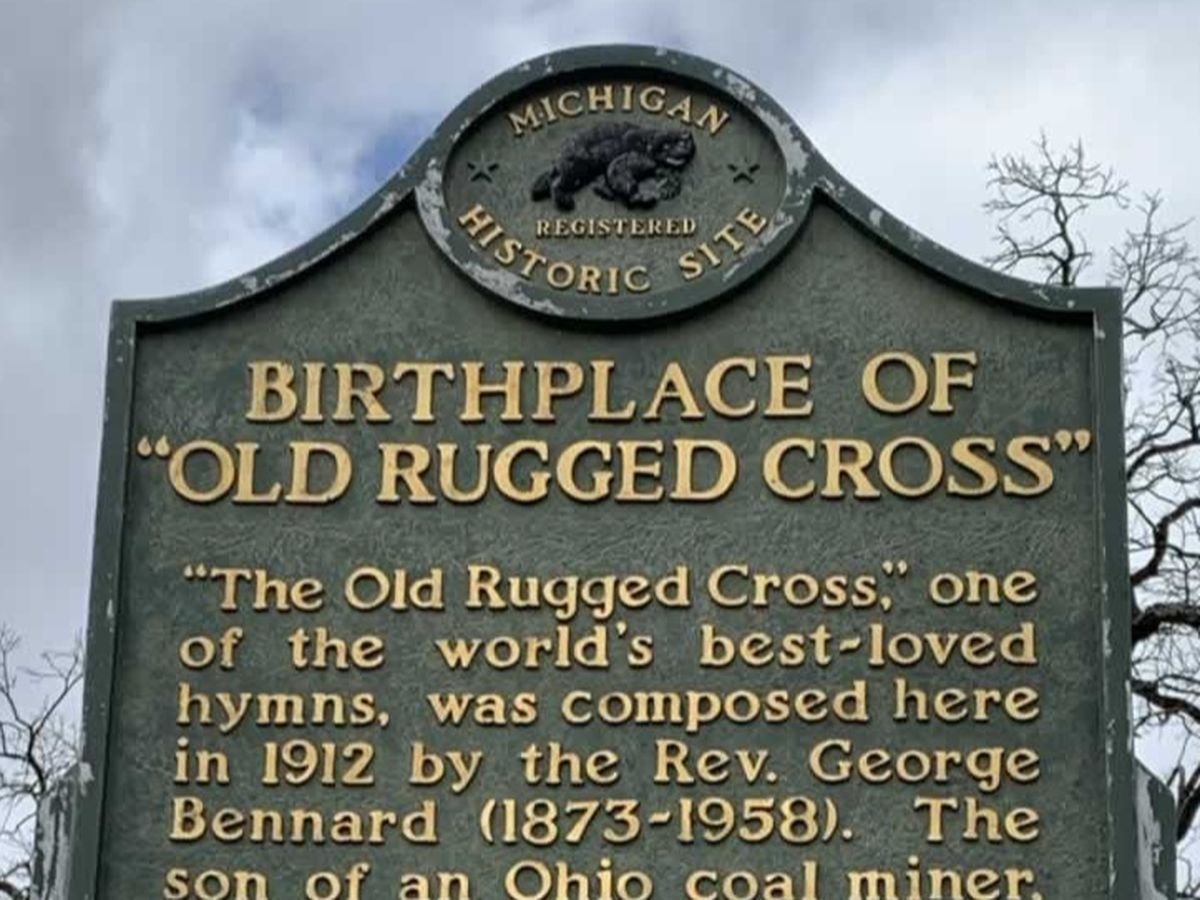 MICHIGAN
REGISTERED
HISTORIC SITE
BIRTHPLACE OF
“OLD RUGGED CROSS”
“The Old Rugged Cross,” one
of the world's best-loved
hymns, was composed here
in 1912 by the Rev. George
Bennard (1873-1958). The
son of an Ohio coal miner,